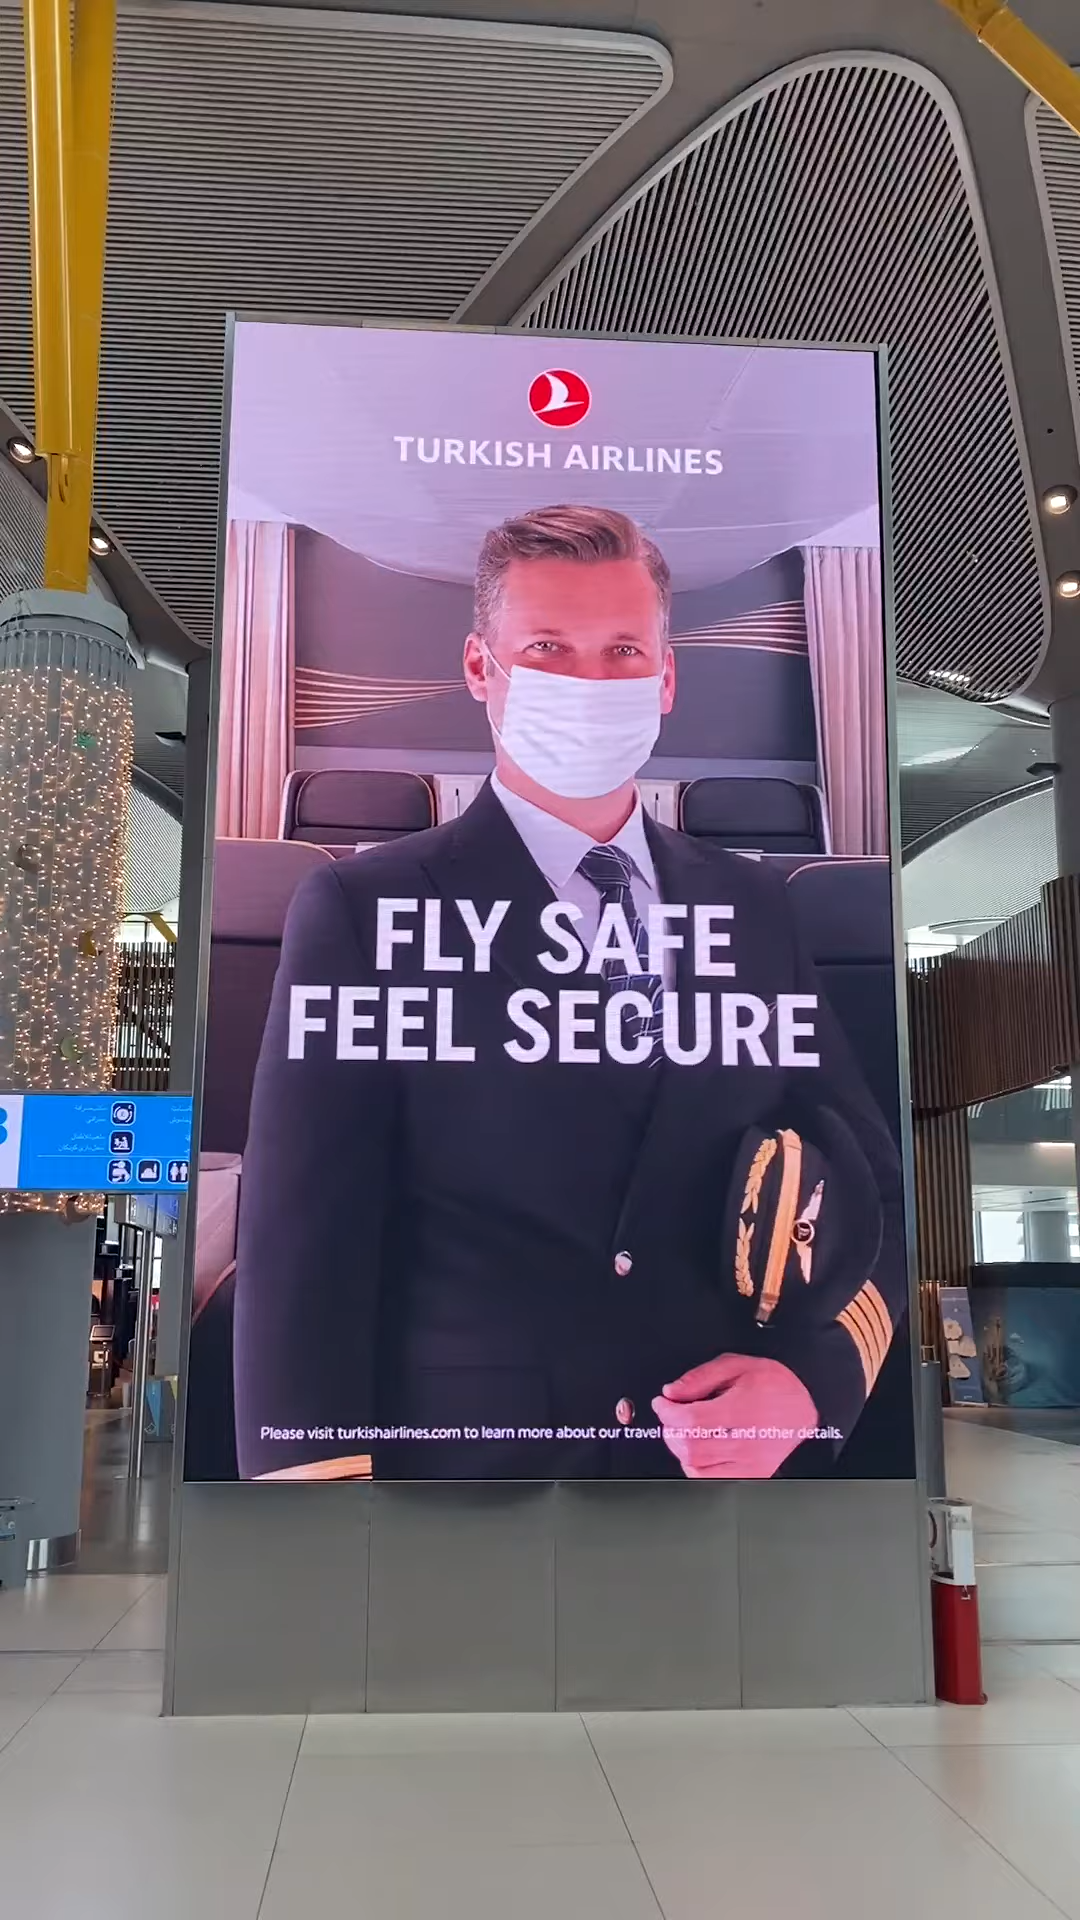 TURKISH AIRLINES
FLY SAFE
FEEL SECURE
Please visit turkishairlines.com to learn more about our travel standards and other details.